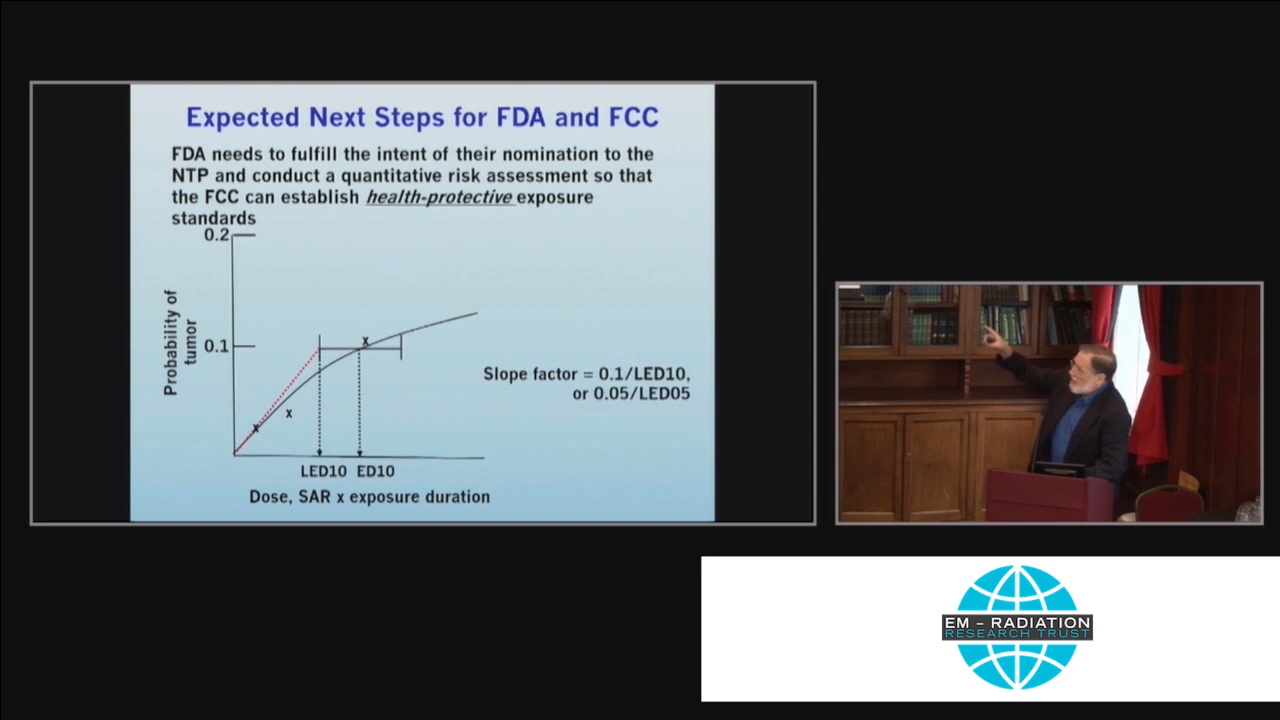 Expected Next Steps for FDA and FCC
FDA needs to fulfill the intent of their nomination to the
NTP and conduct a quantitative risk assessment so that
the FCC can establish health-protective exposure
standards
0.2
Probability of
tumor
0.1
x
x
x
Slope factor = 0.1/LED10,
or 0.05/LED05
LED10 ED10
Dose, SAR x exposure duration
EM – RADIATION
RESEARCH TRUST